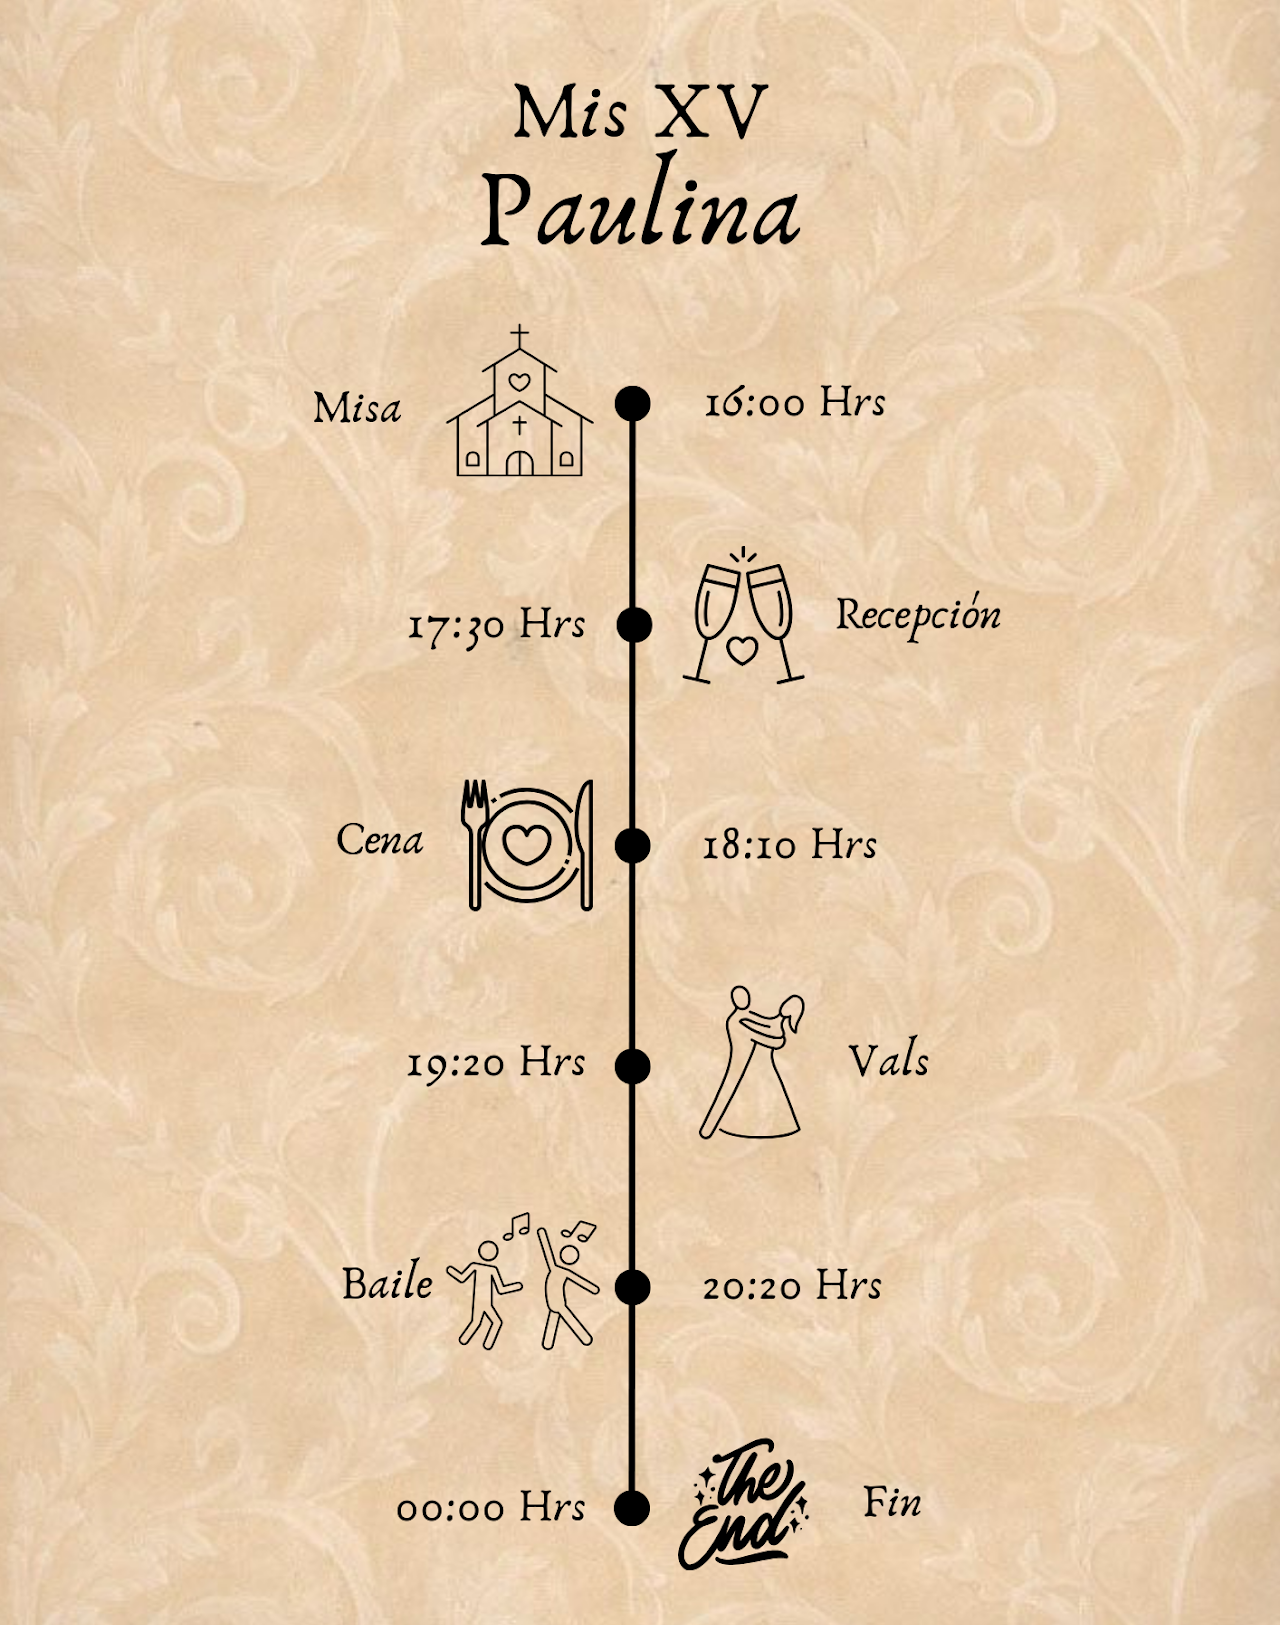 Mis XV
Paulina
Misa
16:00 Hrs
17:30 Hrs
Recepción
Cena
18:10 Hrs
19:20 Hrs
Vals
Baile
20:20 Hrs
00:00 Hrs
The
End
Fin